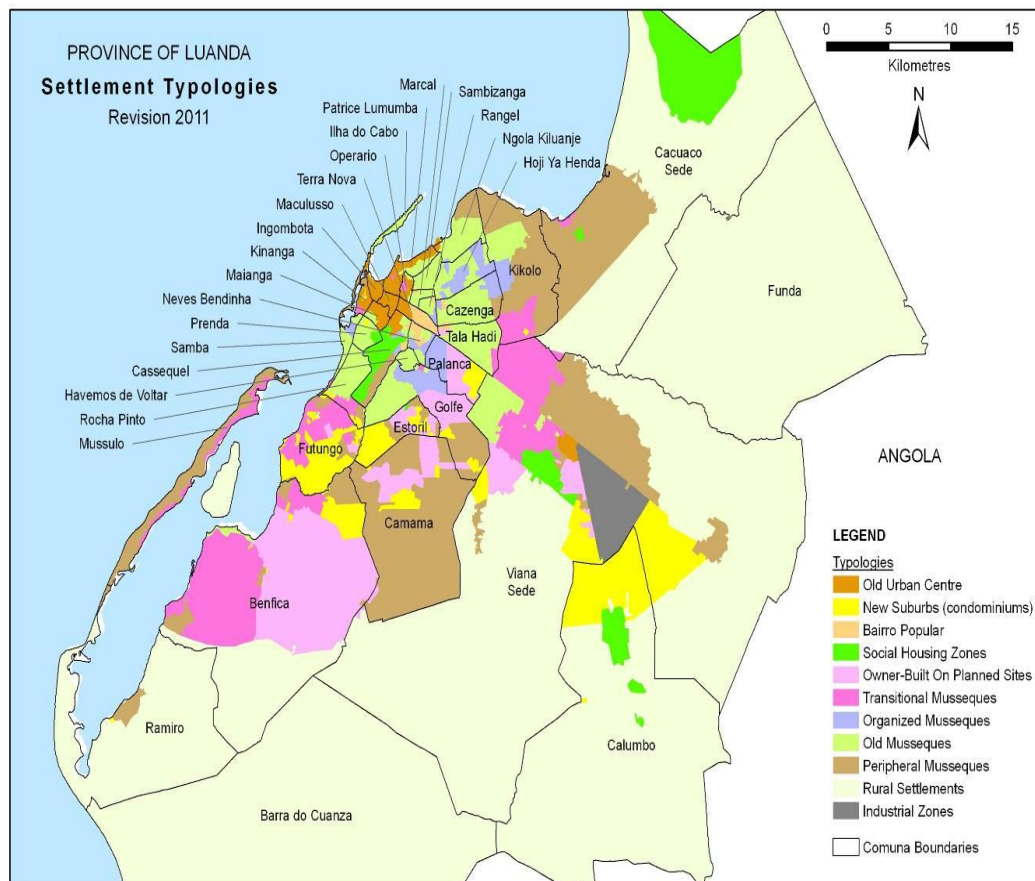 PROVINCE OF LUANDA
Settlement Typologies
Revision 2011
0 5 10 15
Kilometres
N
Marcal
Sambizanga
Patrice Lumumba
Rangel
Ilha do Cabo
Ngola Kiluanje
Operario
Hoji Ya Henda
Terra Nova
Maculusso
Ingombota
Kinanga
Maianga
Neves Bendinha
Prenda
Samba
Cassequel
Havemos de Voltar
Rocha Pinto
Mussulo
Cacuaco
Sede
Funda
Kikolo
Cazenga
Tala Hadi
Palanca
Golfe
Estoril
Futungo
Camama
Viana
Sede
Benfica
Ramiro
Calumbo
Barra do Cuanza
ANGOLA
LEGEND
Typologies
Old Urban Centre
New Suburbs (condominiums)
Bairro Popular
Social Housing Zones
Owner-Built On Planned Sites
Transitional Musseques
Organized Musseques
Old Musseques
Peripheral Musseques
Rural Settlements
Industrial Zones
Comuna Boundaries